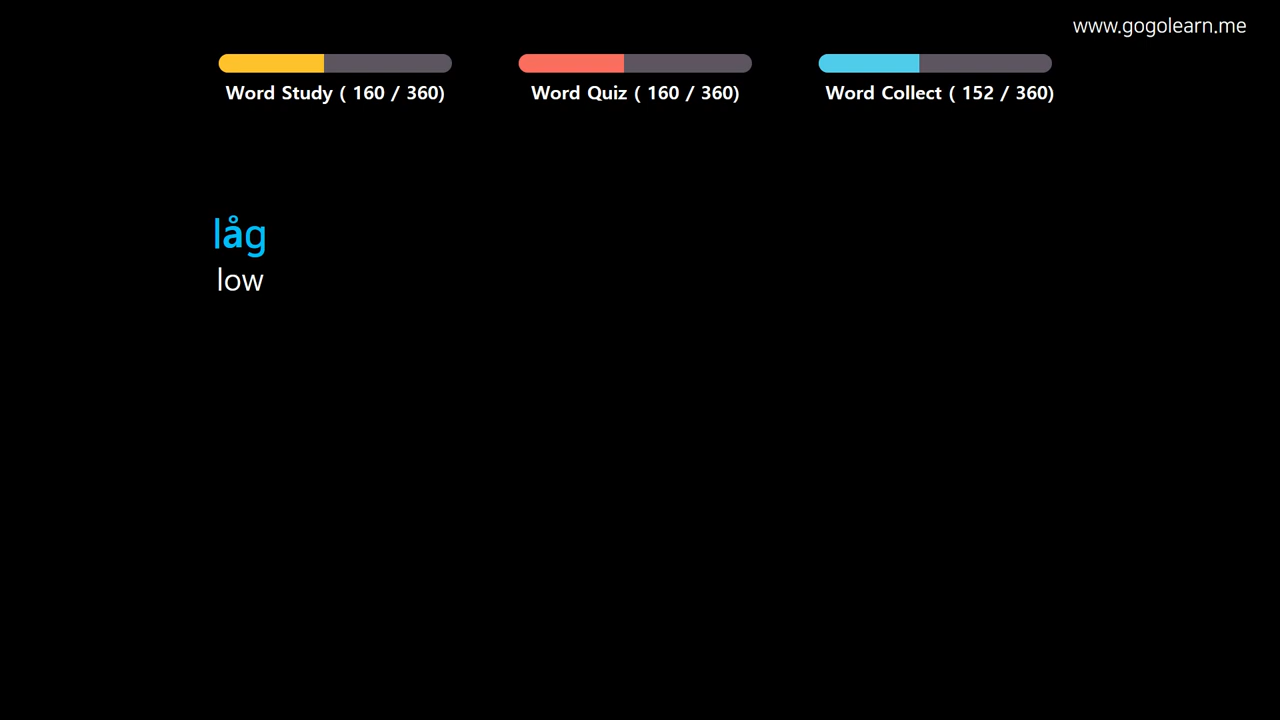 www.gogolearn.me
Word Study ( 160 / 360)
Word Quiz ( 160 / 360)
Word Collect ( 152 / 360)
låg
low